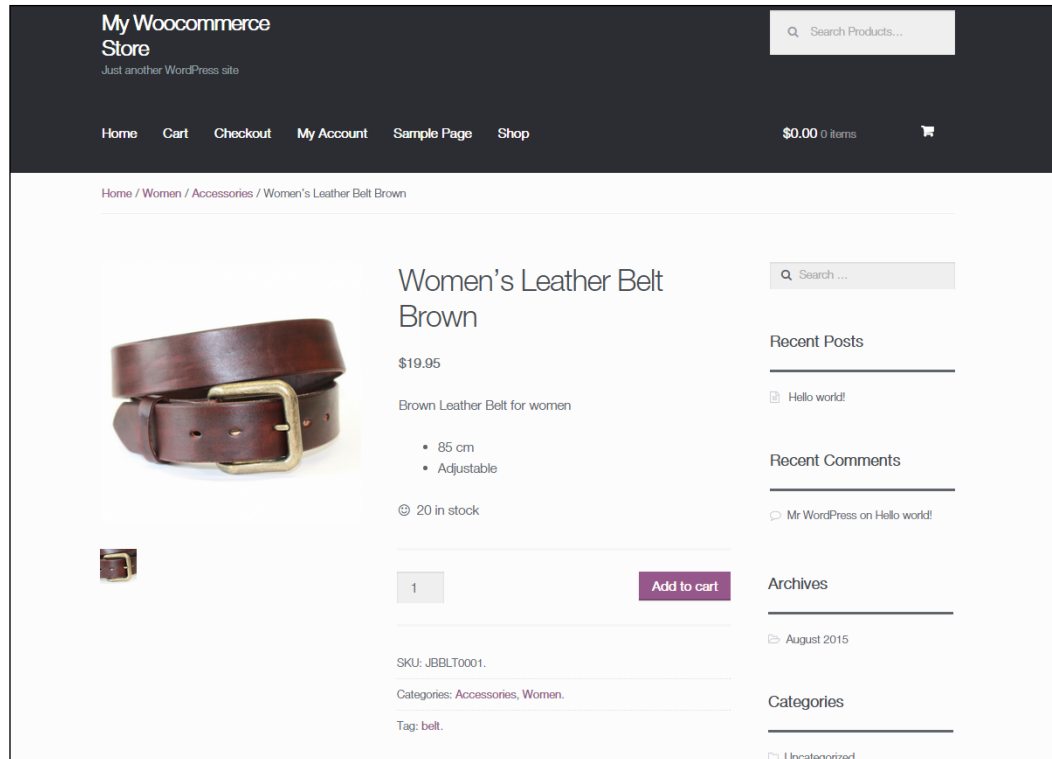 My Woocommerce
Store
Just another WordPress site
Search Products...
Home Cart Checkout My Account Sample Page Shop
$0.00 0 items
Home / Women / Accessories / Women's Leather Belt Brown
Women's Leather Belt
Brown
$19.95
Brown Leather Belt for women
• 85 cm
• Adjustable
20 in stock
1
Add to cart
SKU: JBBLT0001.
Categories: Accessories, Women.
Tag: belt.
Search ...
Recent Posts
Hello world!
Recent Comments
Mr WordPress on Hello world!
Archives
August 2015
Categories
Uncategorized